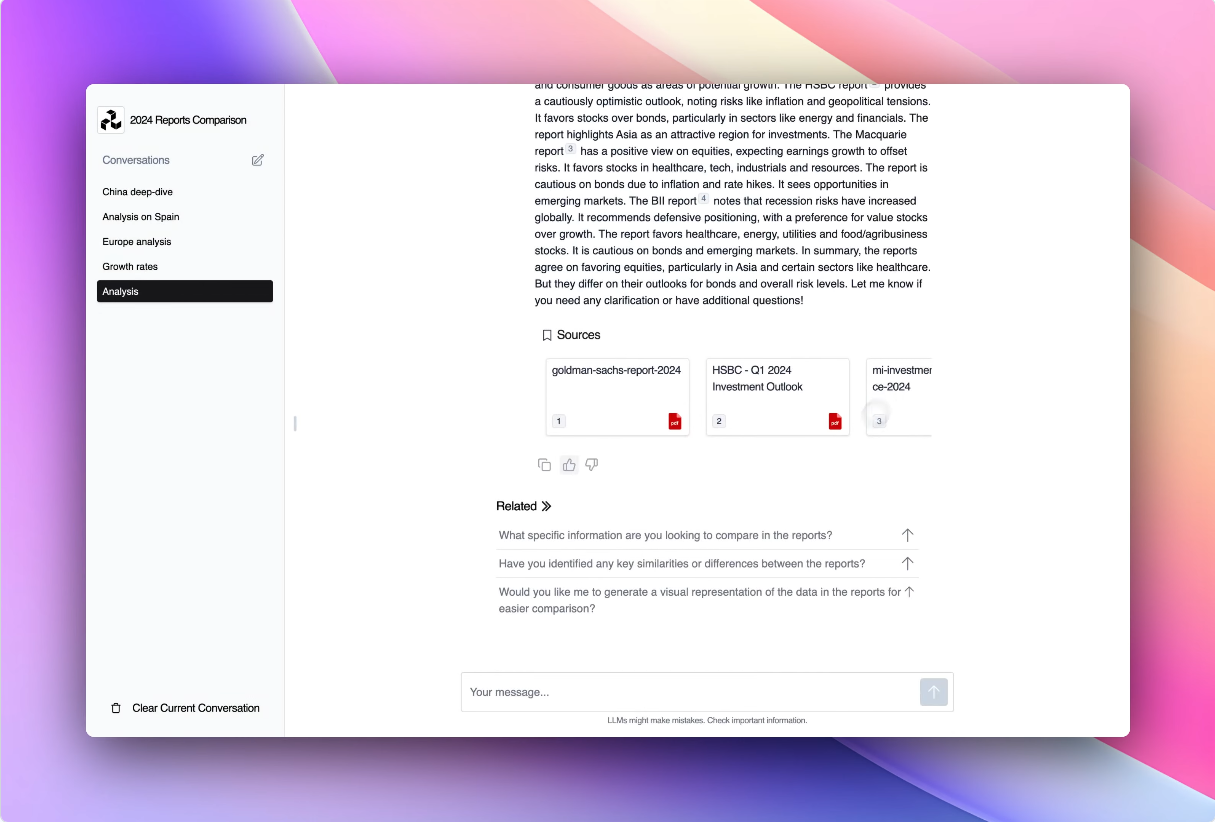 2024 Reports Comparison
Conversations
China deep-dive
Analysis on Spain
Europe analysis
Growth rates
Analysis
Clear Current Conversation
and consumer goods as areas of potential growth. The HSBC report provides
a cautiously optimistic outlook, noting risks like inflation and geopolitical tensions.
It favors stocks over bonds, particularly in sectors like energy and financials. The
report highlights Asia as an attractive region for investments. The Macquarie
report 3 has a positive view on equities, expecting earnings growth to offset
risks. It favors stocks in healthcare, tech, industrials and resources. The report is
cautious on bonds due to inflation and rate hikes. It sees opportunities in
emerging markets. The BII report 4 notes that recession risks have increased
globally. It recommends defensive positioning, with a preference for value stocks
over growth. The report favors healthcare, energy, utilities and food/agribusiness
stocks. It is cautious on bonds and emerging markets. In summary, the reports
agree on favoring equities, particularly in Asia and certain sectors like healthcare.
But they differ on their outlooks for bonds and overall risk levels. Let me know if
you need any clarification or have additional questions!
Sources
goldman-sachs-report-2024
1
pdf
HSBC - Q1 2024
Investment Outlook
2
pdf
mi-investmen
ce-2024
3
Related
What specific information are you looking to compare in the reports?
Have you identified any key similarities or differences between the reports?
Would you like me to generate a visual representation of the data in the reports for
easier comparison?
Your message...
LLMs might make mistakes. Check important information.